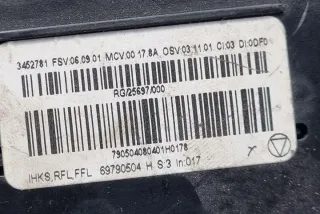 3452781 FSV:06.09.01 MCV:00.17.8A OSV:03.11.01 CI:03 DI:0DF0
RG/25697/000
790504080401H0178
IHKS,RFL,FFL 69790504 H S:3 In:017